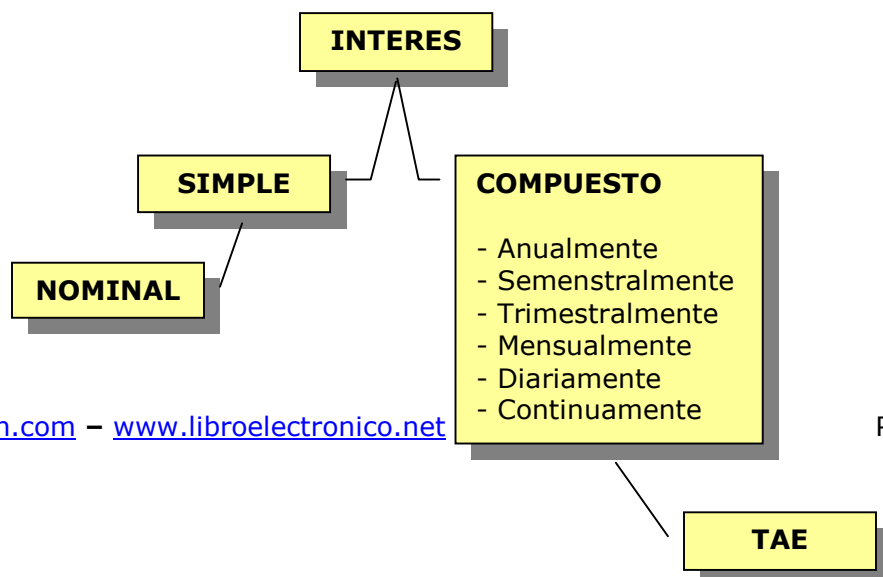 INTERES
SIMPLE
NOMINAL
COMPUESTO
- Anualmente
- Semenstralmente
- Trimestralmente
- Mensualmente
- Diariamente
- Continuamente
n.com – www.libroelectronico.net
P
TAE